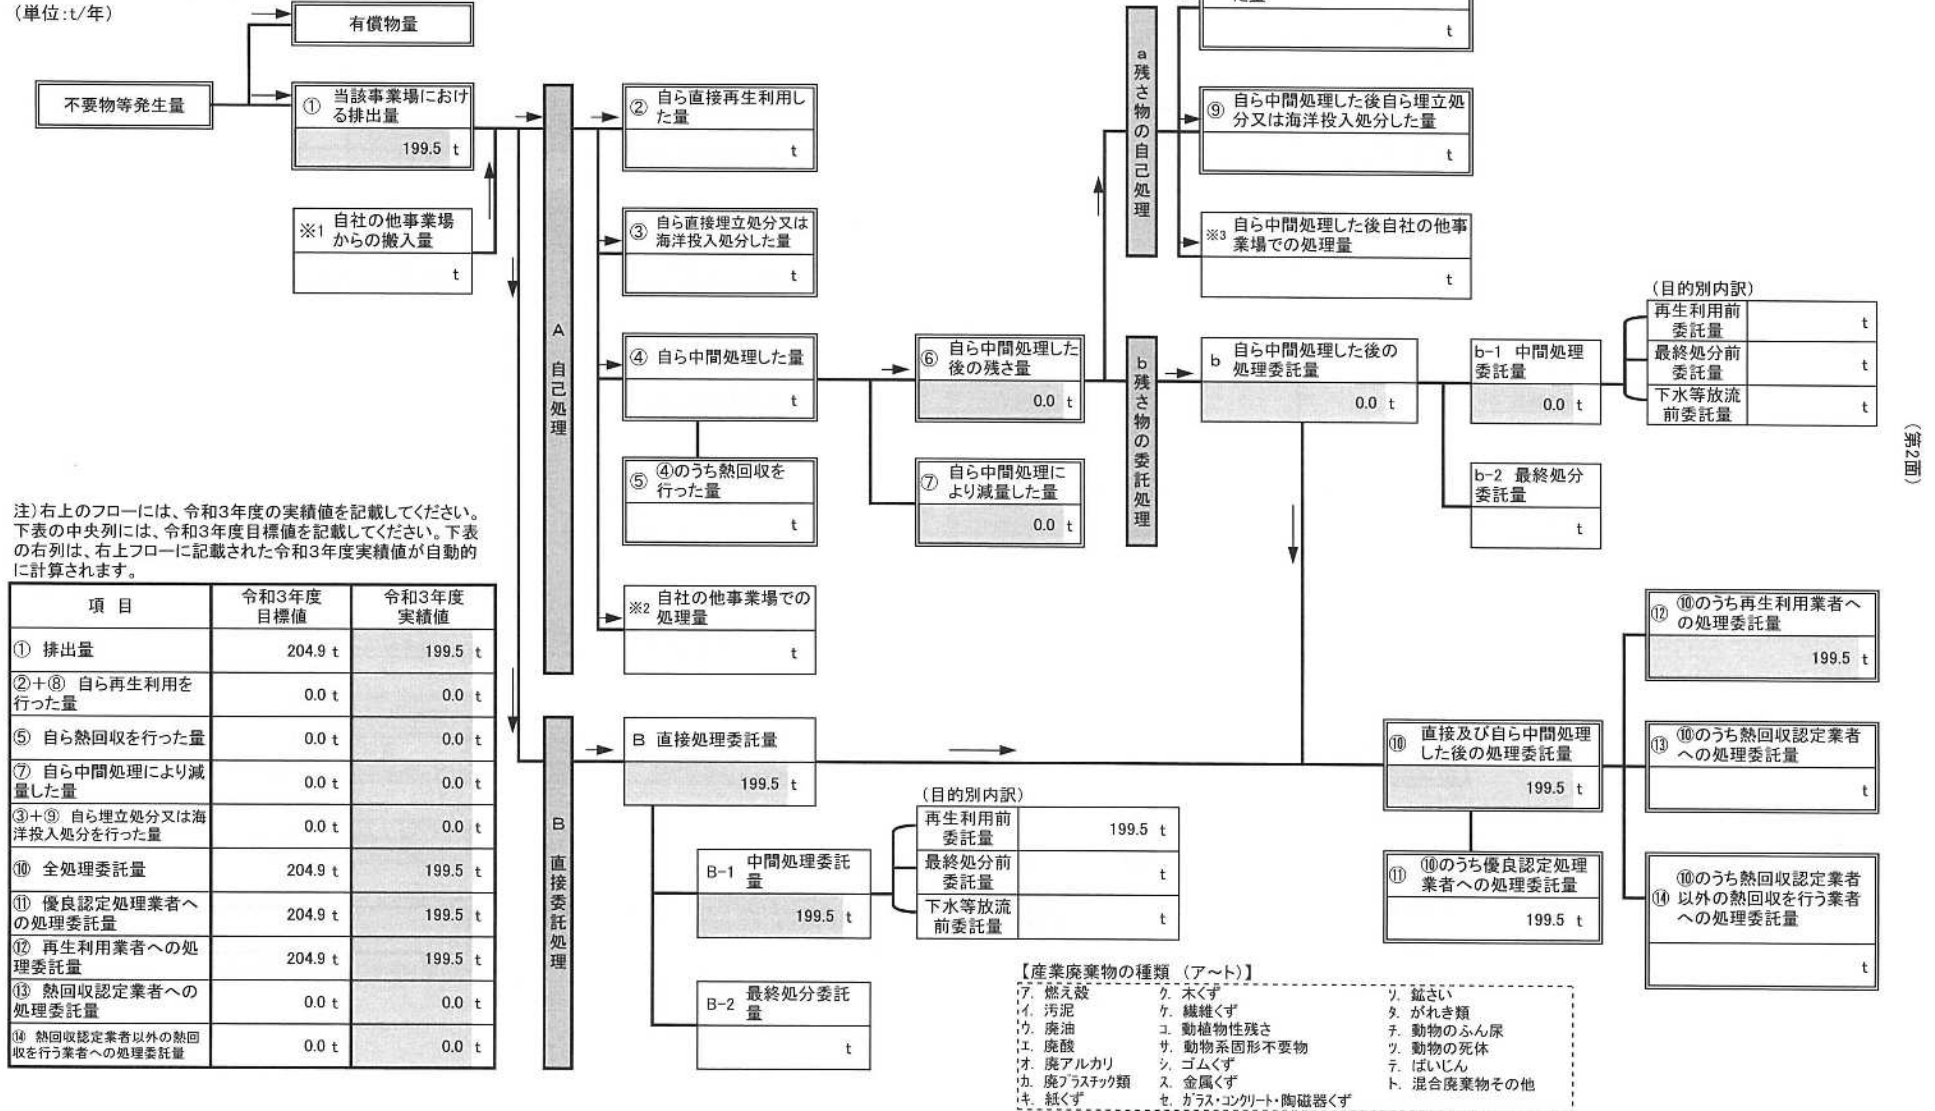 (単位:t/年)
有償物量
不要物等発生量
① 当該事業場におけ
る排出量
199.5 t
※1 自社の他事業場
からの搬入量
t
A 自己処理
② 自ら直接再生利用し
た量
t
③ 自ら直接埋立処分又は
海洋投入処分した量
t
④ 自ら中間処理した量
t
⑤ ④のうち熱回収を
行った量
t
※2 自社の他事業場での
処理量
t
⑥ 自ら中間処理した
後の残さ量
0.0 t
⑦ 自ら中間処理に
より減量した量
0.0 t
a 残さ物の自己処理
t
⑨ 自ら中間処理した後自ら埋立処
分又は海洋投入処分した量
t
※3 自ら中間処理した後自社の他事
業場での処理量
t
b 残さ物の委託処理
b 自ら中間処理した後の
処理委託量
0.0 t
b-1 中間処理
委託量
0.0 t
b-2 最終処分
委託量
t
(目的別内訳)
再生利用前
委託量
t
最終処分前
委託量
t
下水等放流
前委託量
t
(第2面)
注)右上のフローには、令和3年度の実績値を記載してください。
下表の中央列には、令和3年度目標値を記載してください。下表
の右列は、右上フローに記載された令和3年度実績値が自動的
に計算されます。
項 目 令和3年度 目標値 令和3年度 実績値
① 排出量 204.9 t 199.5 t
②+⑧ 自ら再生利用を
行った量 0.0 t 0.0 t
⑤ 自ら熱回収を行った量 0.0 t 0.0 t
⑦ 自ら中間処理により減
量した量 0.0 t 0.0 t
③+⑨ 自ら埋立処分又は海
洋投入処分を行った量 0.0 t 0.0 t
⑩ 全処理委託量 204.9 t 199.5 t
⑪ 優良認定処理業者へ
の処理委託量 204.9 t 199.5 t
⑫ 再生利用業者への処
理委託量 204.9 t 199.5 t
⑬ 熱回収認定業者への
処理委託量 0.0 t 0.0 t
⑭ 熱回収認定業者以外の熱回
収を行う業者への処理委託量 0.0 t 0.0 t
B 直接委託処理
B 直接処理委託量
199.5 t
B-1 中間処理委託
量
199.5 t
B-2 最終処分委託
量
t
(目的別内訳)
再生利用前
委託量
199.5 t
最終処分前
委託量
t
下水等放流
前委託量
t
⑩ 直接及び自ら中間処理
した後の処理委託量
199.5 t
⑪ ⑩のうち優良認定処理
業者への処理委託量
199.5 t
⑫ ⑩のうち再生利用業者へ
の処理委託量
199.5 t
⑬ ⑩のうち熱回収認定業者
への処理委託量
t
⑭ ⑩のうち熱回収認定業者
以外の熱回収を行う業者
への処理委託量
t
【産業廃棄物の種類 (ア~ト)】
ア. 燃え殻 ク. 木くず ソ. 鉱さい
イ. 汚泥 ケ. 繊維くず タ. がれき類
ウ. 廃油 コ. 動植物性残さ チ. 動物のふん尿
エ. 廃酸 サ. 動物系固形不要物 ツ. 動物の死体
オ. 廃アルカリ シ. ゴムくず テ. ばいじん
カ. 廃プラスチック類 ス. 金属くず ト. 混合廃棄物その他
キ. 紙くず セ. ガラス・コンクリート・陶磁器くず